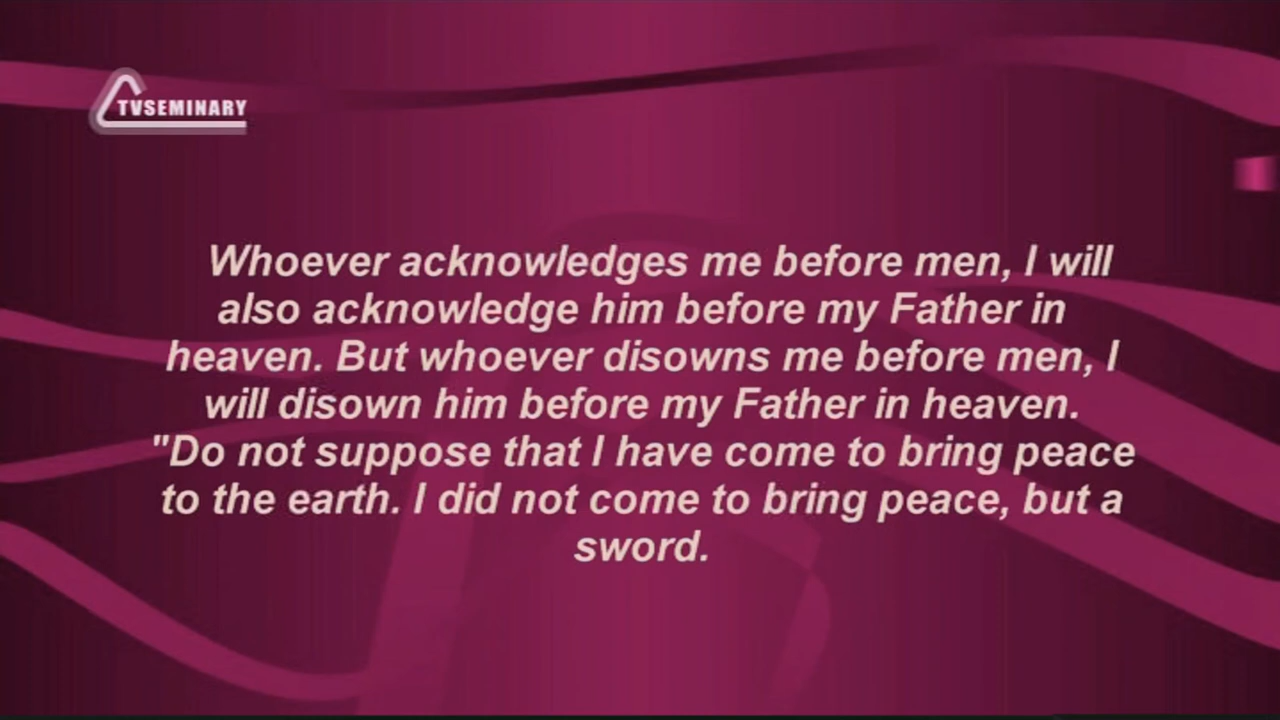 TVSEMINARY
Whoever acknowledges me before men, I will
also acknowledge him before my Father in
heaven. But whoever disowns me before men, I
will disown him before my Father in heaven.
"Do not suppose that I have come to bring peace
to the earth. I did not come to bring peace, but a
sword.